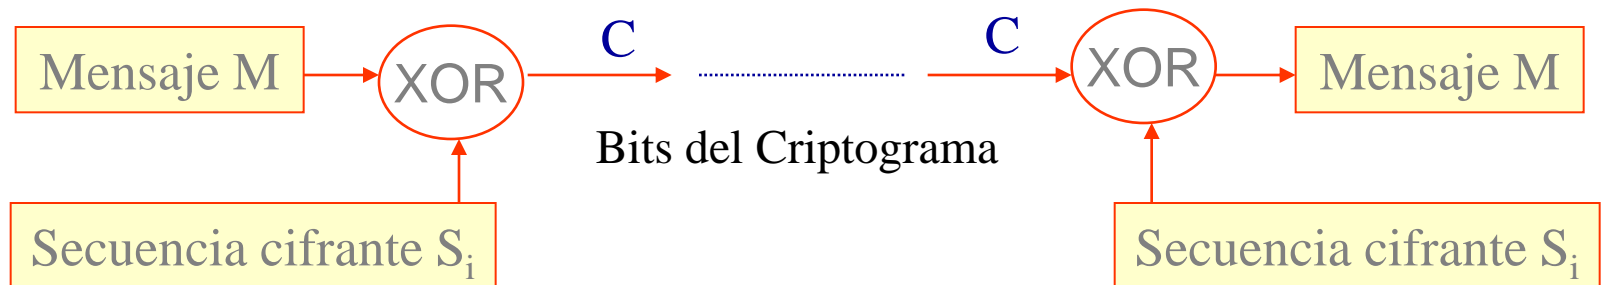 C C
Mensaje M XOR XOR Mensaje M
Bits del Criptograma
Secuencia cifrante Si Secuencia cifrante Si